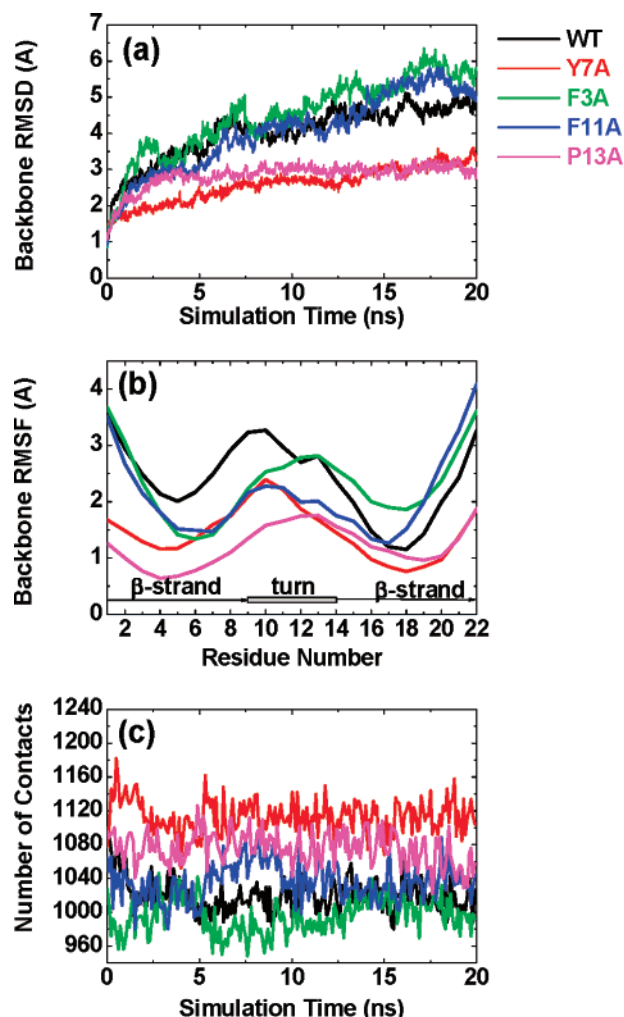 (a)
Backbone RMSD (A)
7
6
5
4
3
2
1
0
0 5 10 15 20
Simulation Time (ns)
WT
Y7A
F3A
F11A
P13A
(b)
Backbone RMSF (A)
4
3
2
1
0
β-strand turn β-strand
2 4 6 8 10 12 14 16 18 20 22
Residue Number
(c)
Number of Contacts
1240
1200
1160
1120
1080
1040
1000
960
0 5 10 15 20
Simulation Time (ns)